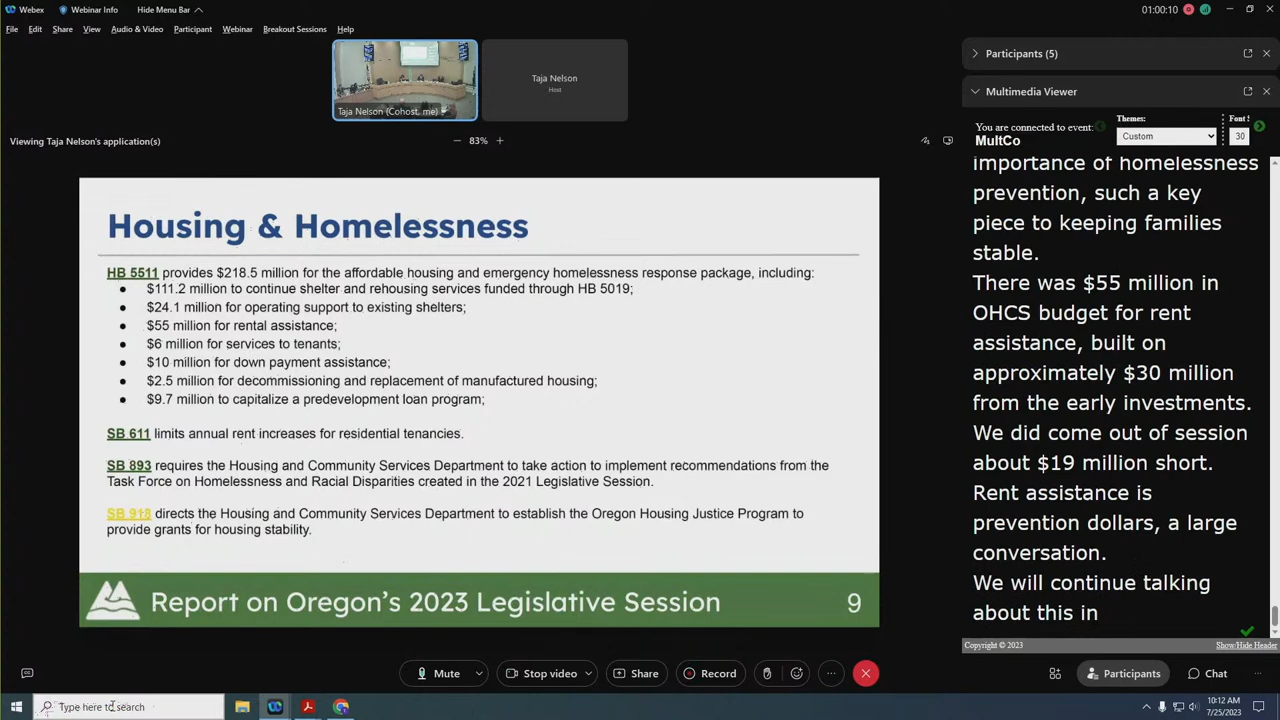 Webex
Webinar Info
Hide Menu Bar
01:00:10
File Edit Share View Audio & Video Participant Webinar Breakout Sessions Help
Taja Nelson (Cohost, me)
Taja Nelson
Host
Viewing Taja Nelson's application(s)
83%
Housing & Homelessness
HB 5511 provides $218.5 million for the affordable housing and emergency homelessness response package, including:
● $111.2 million to continue shelter and rehousing services funded through HB 5019;
● $24.1 million for operating support to existing shelters;
● $55 million for rental assistance;
● $6 million for services to tenants;
● $10 million for down payment assistance;
● $2.5 million for decommissioning and replacement of manufactured housing;
● $9.7 million to capitalize a predevelopment loan program;
SB 611 limits annual rent increases for residential tenancies.
SB 893 requires the Housing and Community Services Department to take action to implement recommendations from the
Task Force on Homelessness and Racial Disparities created in the 2021 Legislative Session.
SB 918 directs the Housing and Community Services Department to establish the Oregon Housing Justice Program to
provide grants for housing stability.
Report on Oregon's 2023 Legislative Session 9
Participants (5)
Multimedia Viewer
You are connected to event:
MultCo
Themes:
Custom
Font S
30
importance of homelessness
prevention, such a key
piece to keeping families
stable.
There was $55 million in
OHCS budget for rent
assistance, built on
approximately $30 million
from the early investments.
We did come out of session
about $19 million short.
Rent assistance is
prevention dollars, a large
conversation.
We will continue talking
about this in
Copyright © 2023
Show/Hide Header
Mute
Stop video
Share
Record
Participants
Chat
Type here to search
10:12 AM
7/25/2023